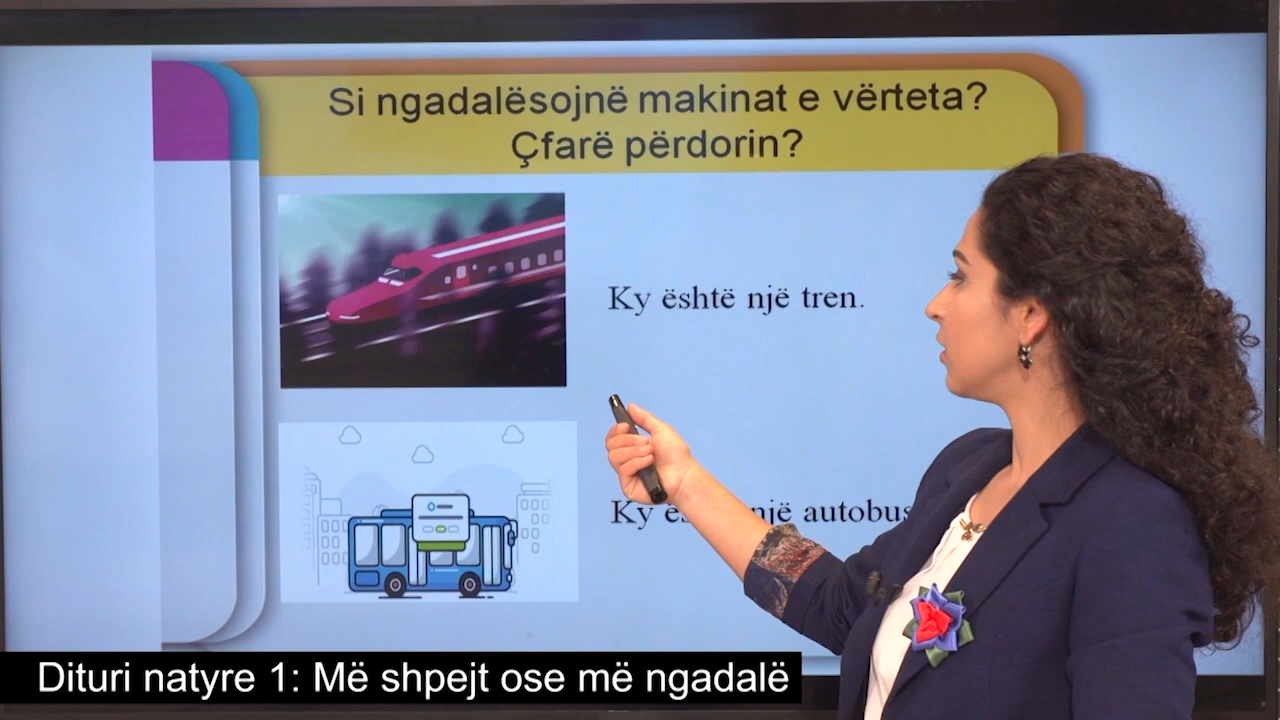 Si ngadalësojnë makinat e vërteta?
Çfarë përdorin?
Ky është një tren.
Ky një autobus
Dituri natyre 1: Më shpejt ose më ngadalë